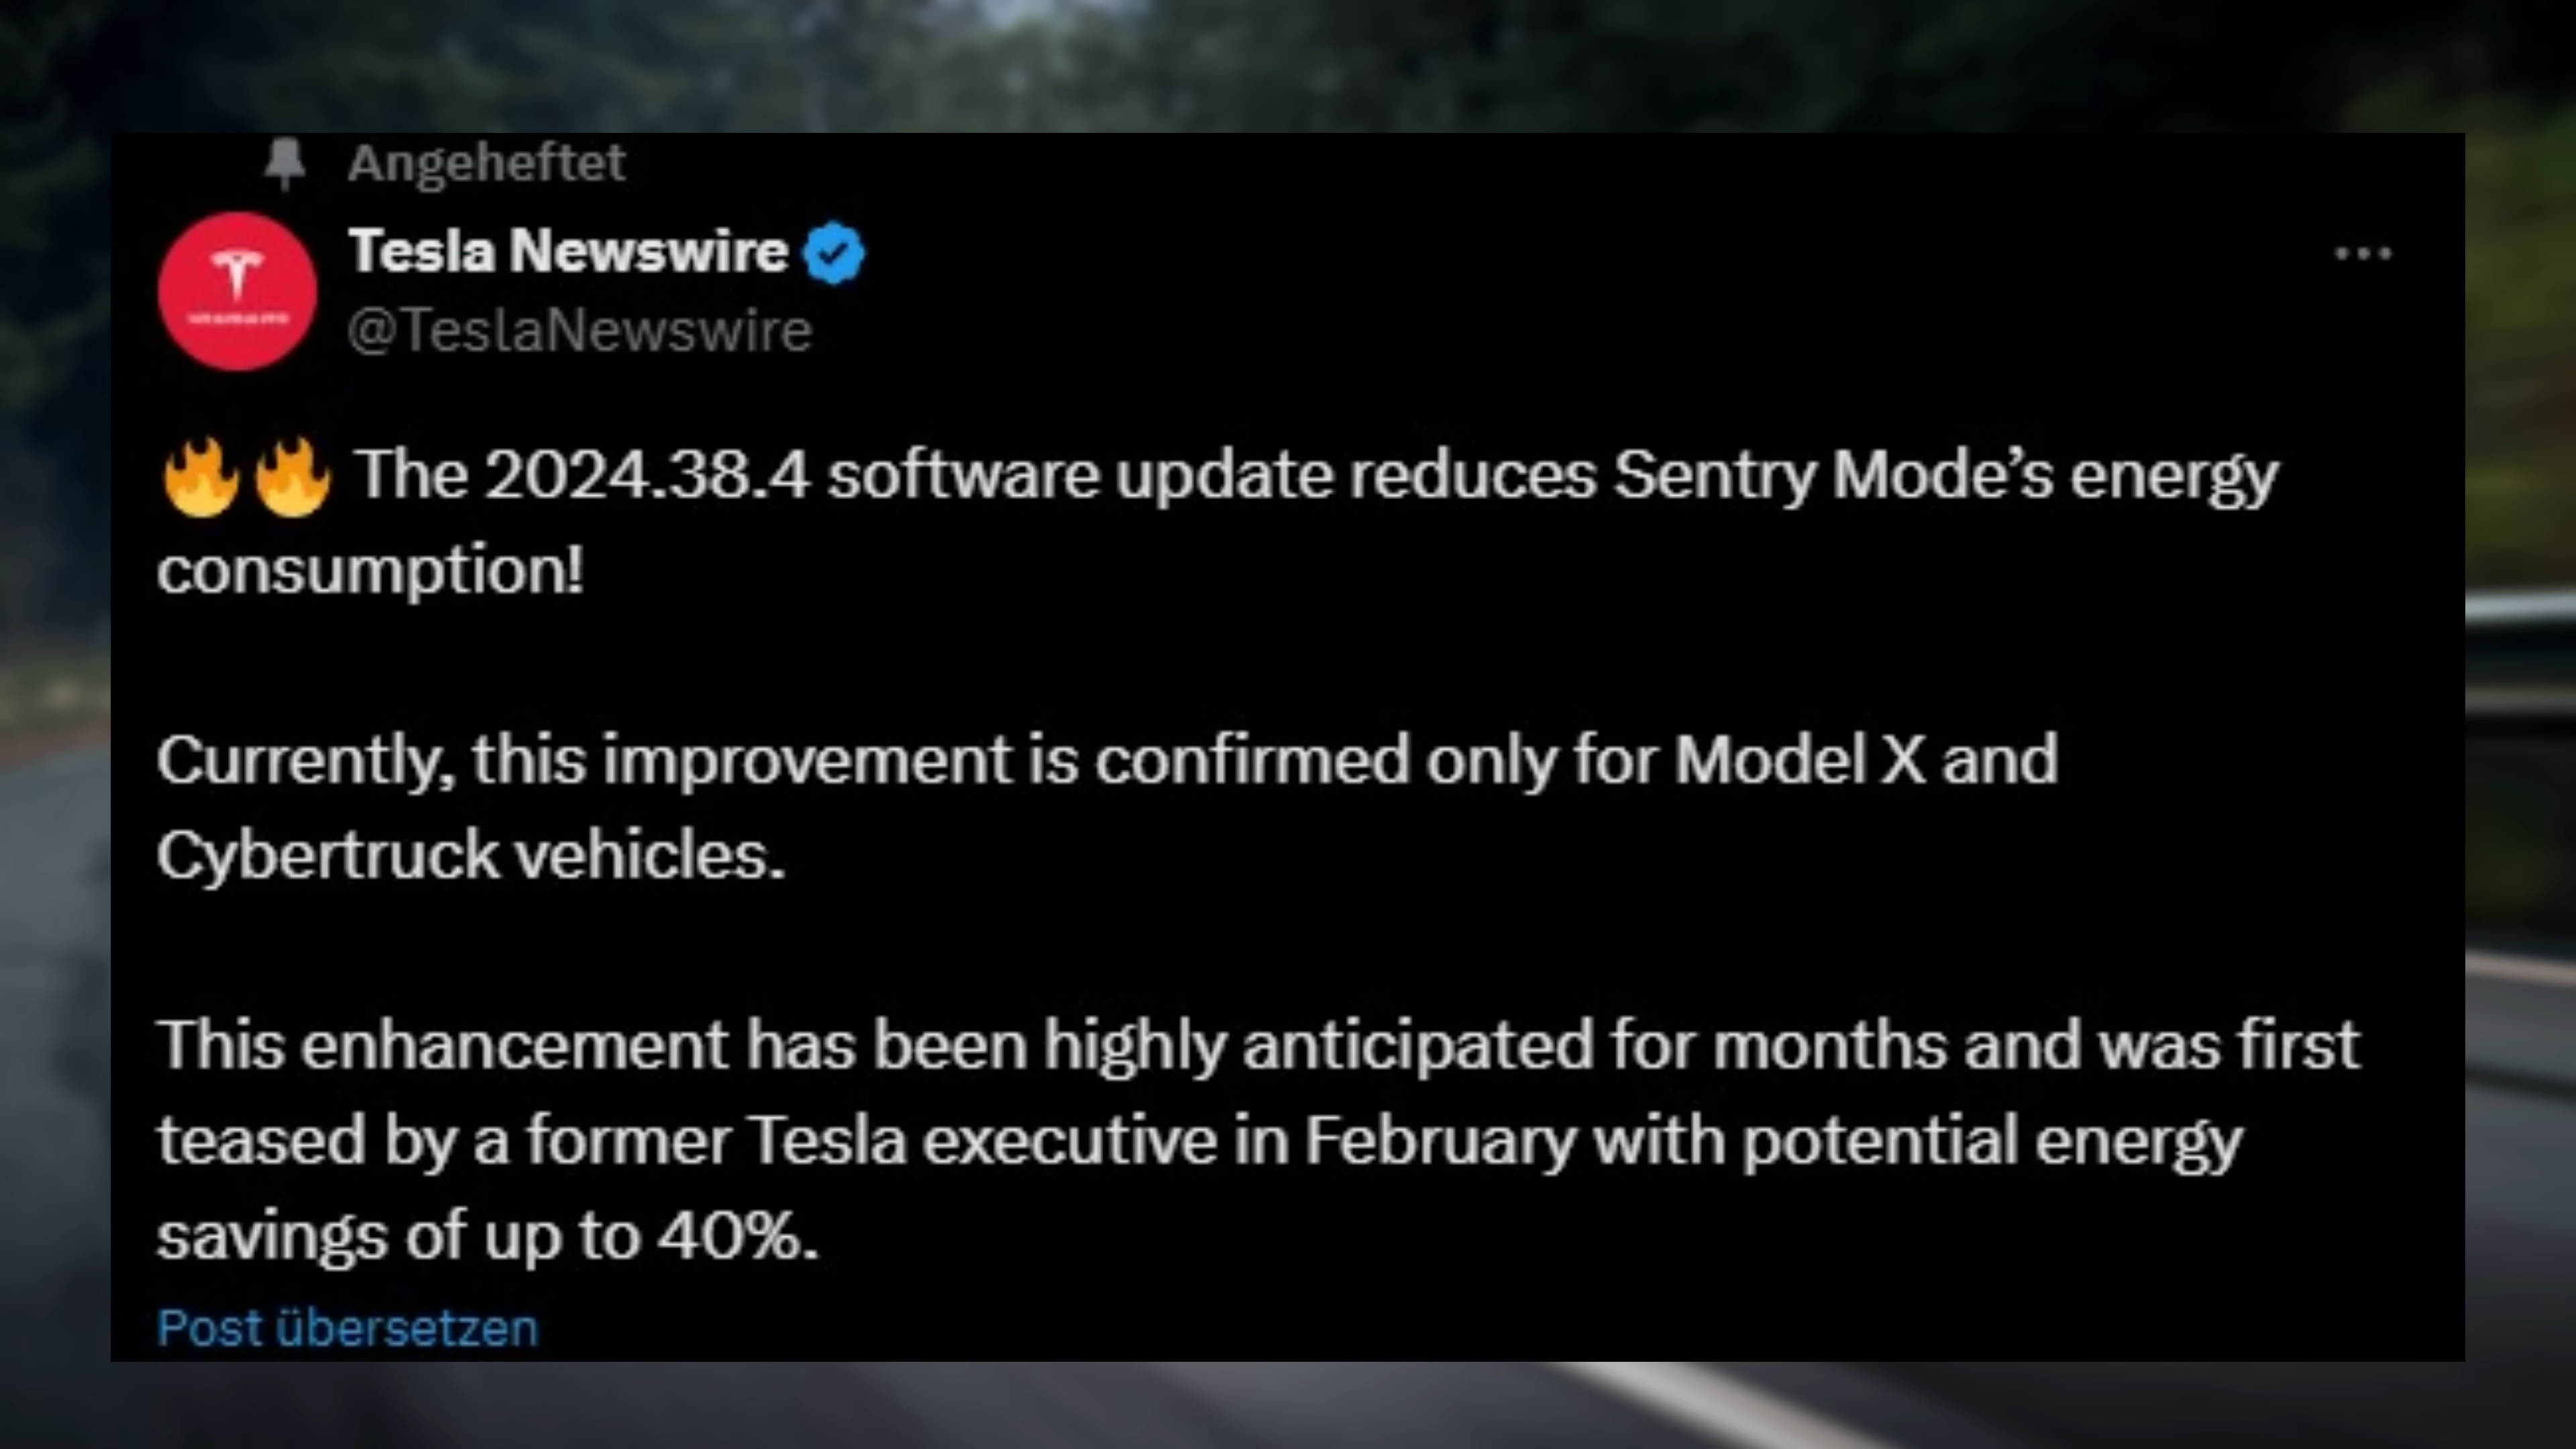 Angeheftet
Tesla Newswire
@TeslaNewswire
🔥🔥 The 2024.38.4 software update reduces Sentry Mode’s energy
consumption!
Currently, this improvement is confirmed only for Model X and
Cybertruck vehicles.
This enhancement has been highly anticipated for months and was first
teased by a former Tesla executive in February with potential energy
savings of up to 40%.
Post übersetzen